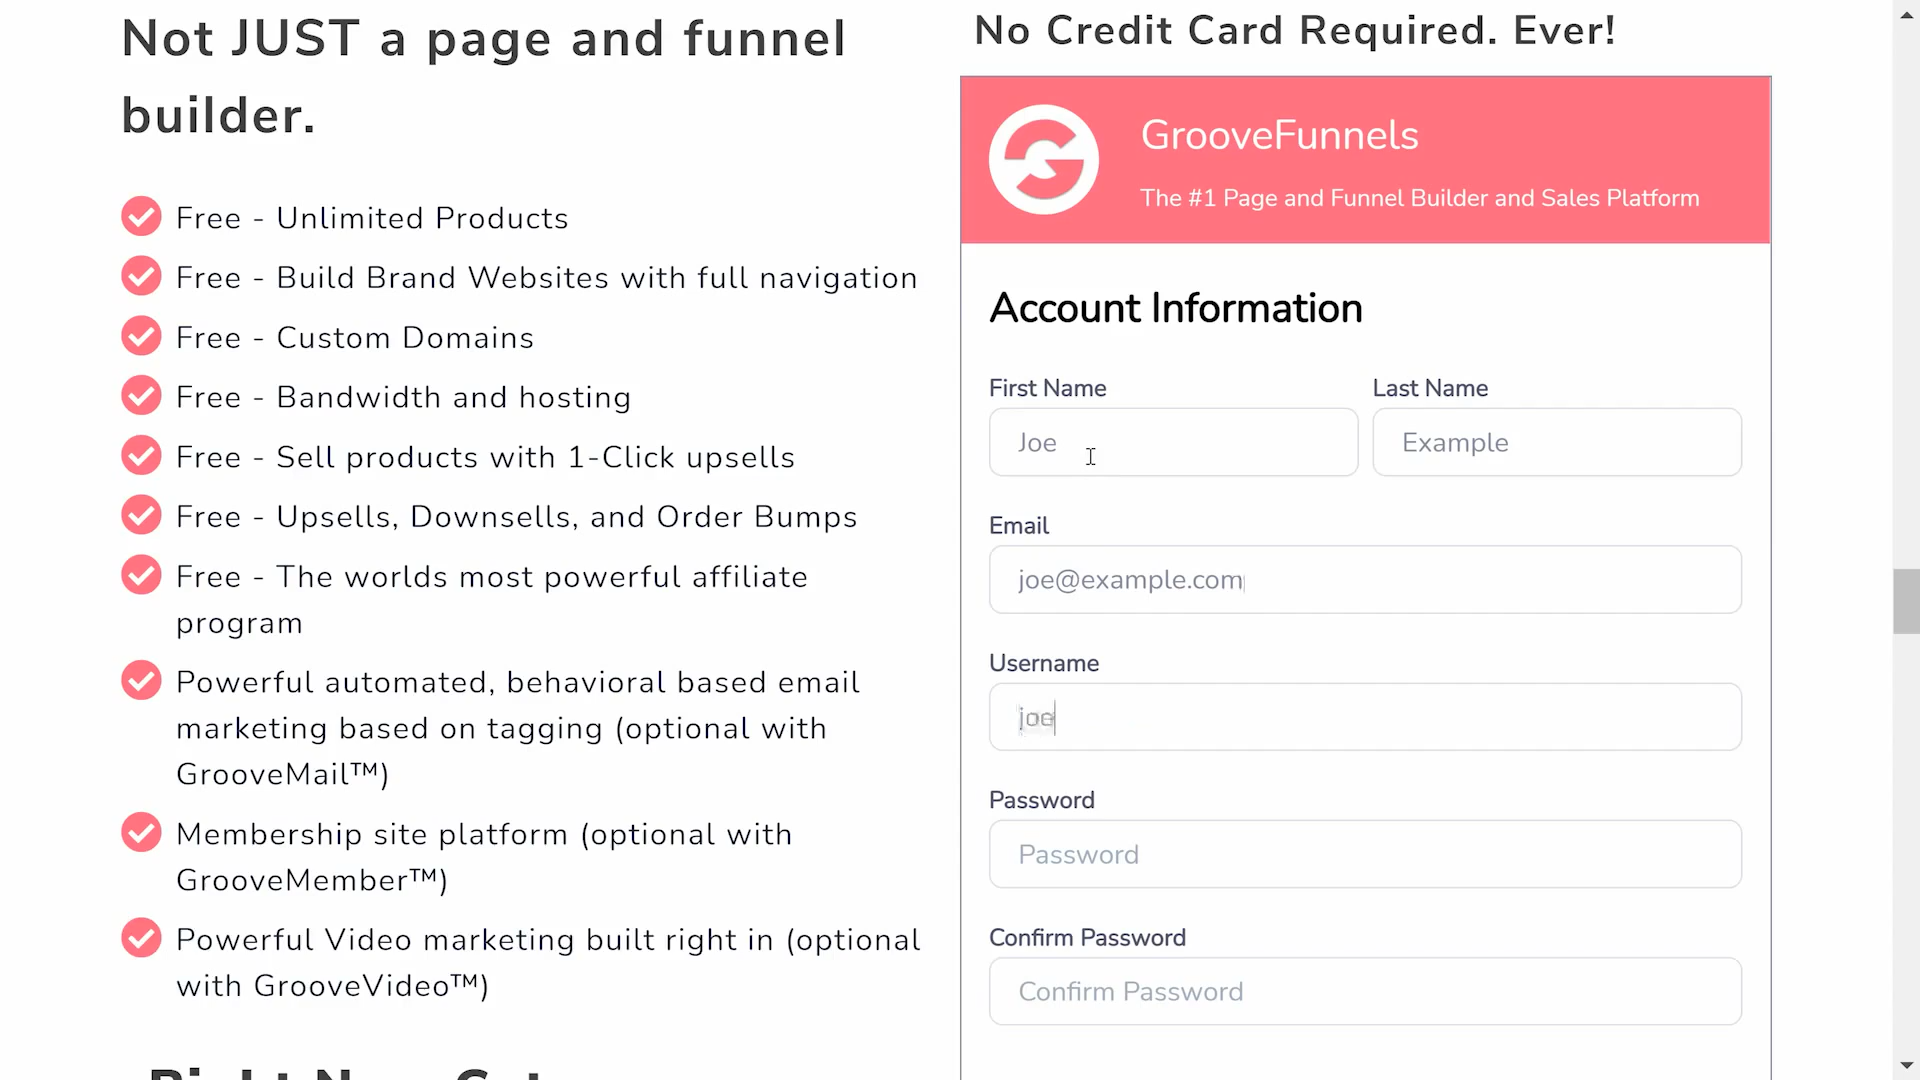 Not JUST a page and funnel
builder.
Free - Unlimited Products
Free - Build Brand Websites with full navigation
Free - Custom Domains
Free - Bandwidth and hosting
Free - Sell products with 1-Click upsells
Free - Upsells, Downsells, and Order Bumps
Free - The worlds most powerful affiliate
program
Powerful automated, behavioral based email
marketing based on tagging (optional with
GrooveMail™)
Membership site platform (optional with
GrooveMember™)
Powerful Video marketing built right in (optional
with GrooveVideo™)
No Credit Card Required. Ever!
GrooveFunnels
The #1 Page and Funnel Builder and Sales Platform
Account Information
First Name
Last Name
Joe
Example
Email
joe@example.com
Username
joe
Password
Password
Confirm Password
Confirm Password